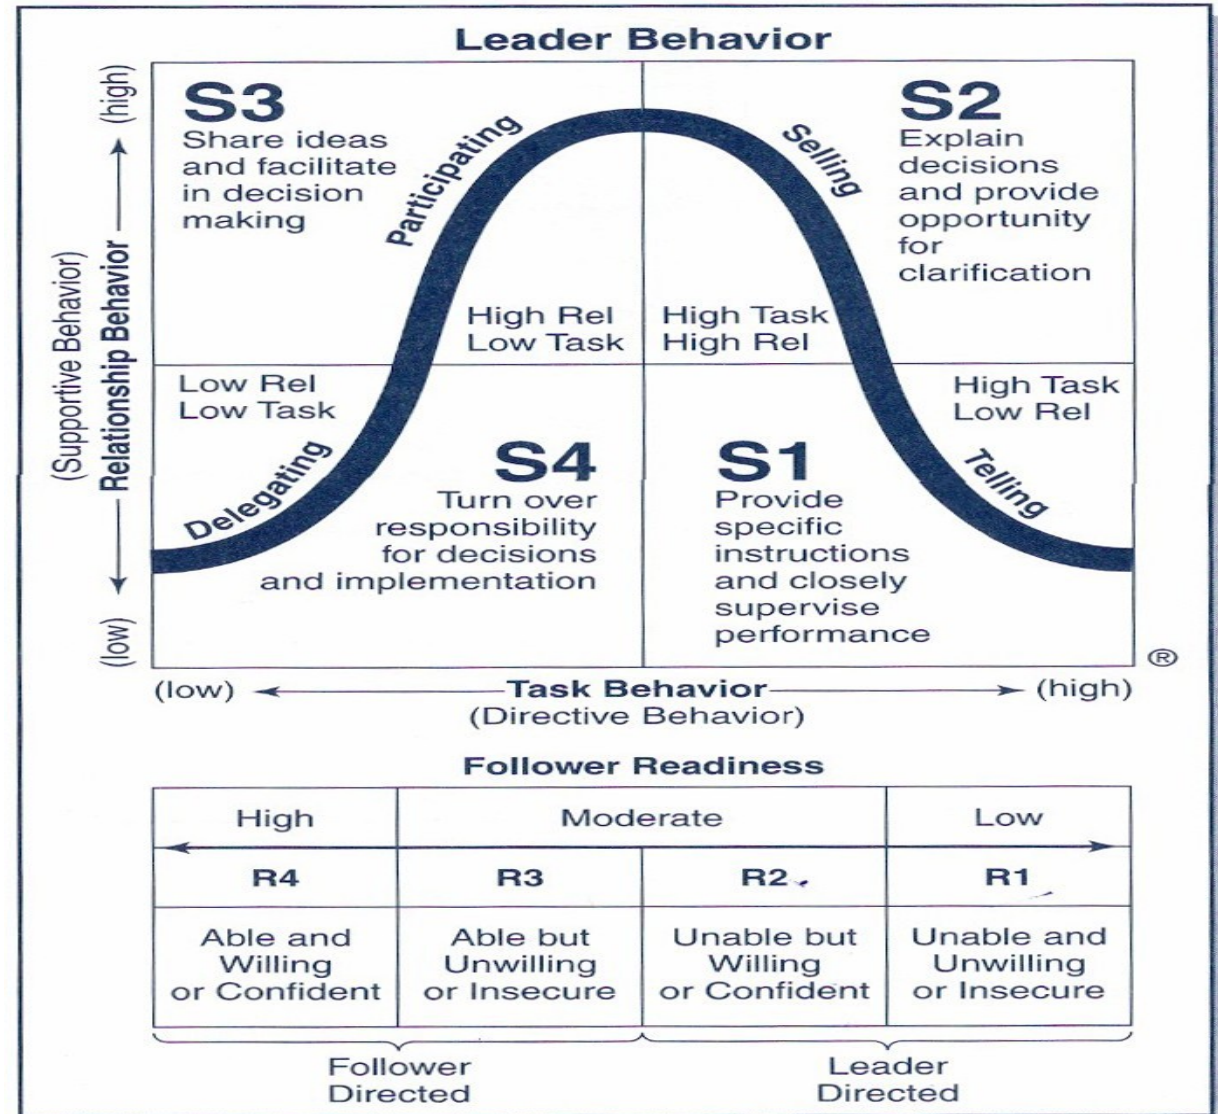 Leader Behavior
S3
Share ideas
and facilitate
in decision
making
Participating
High Rel
Low Task
S2
Explain
decisions
and provide
opportunity
for
clarification
Selling
High Task
High Rel
Low Rel
Low Task
Delegating
S4
Turn over
responsibility
for decisions
and implementation
S1
Provide
specific
instructions
and closely
supervise
performance
High Task
Low Rel
Telling
(high)
(Supportive Behavior)
Relationship Behavior
(low)
®
(low) Task Behavior (high)
(Directive Behavior)
Follower Readiness
High Moderate Low
R4 R3 R2 R1
Able and
Willing
or Confident
Able but
Unwilling
or Insecure
Unable but
Willing
or Confident
Unable and
Unwilling
or Insecure
Follower
Directed
Leader
Directed